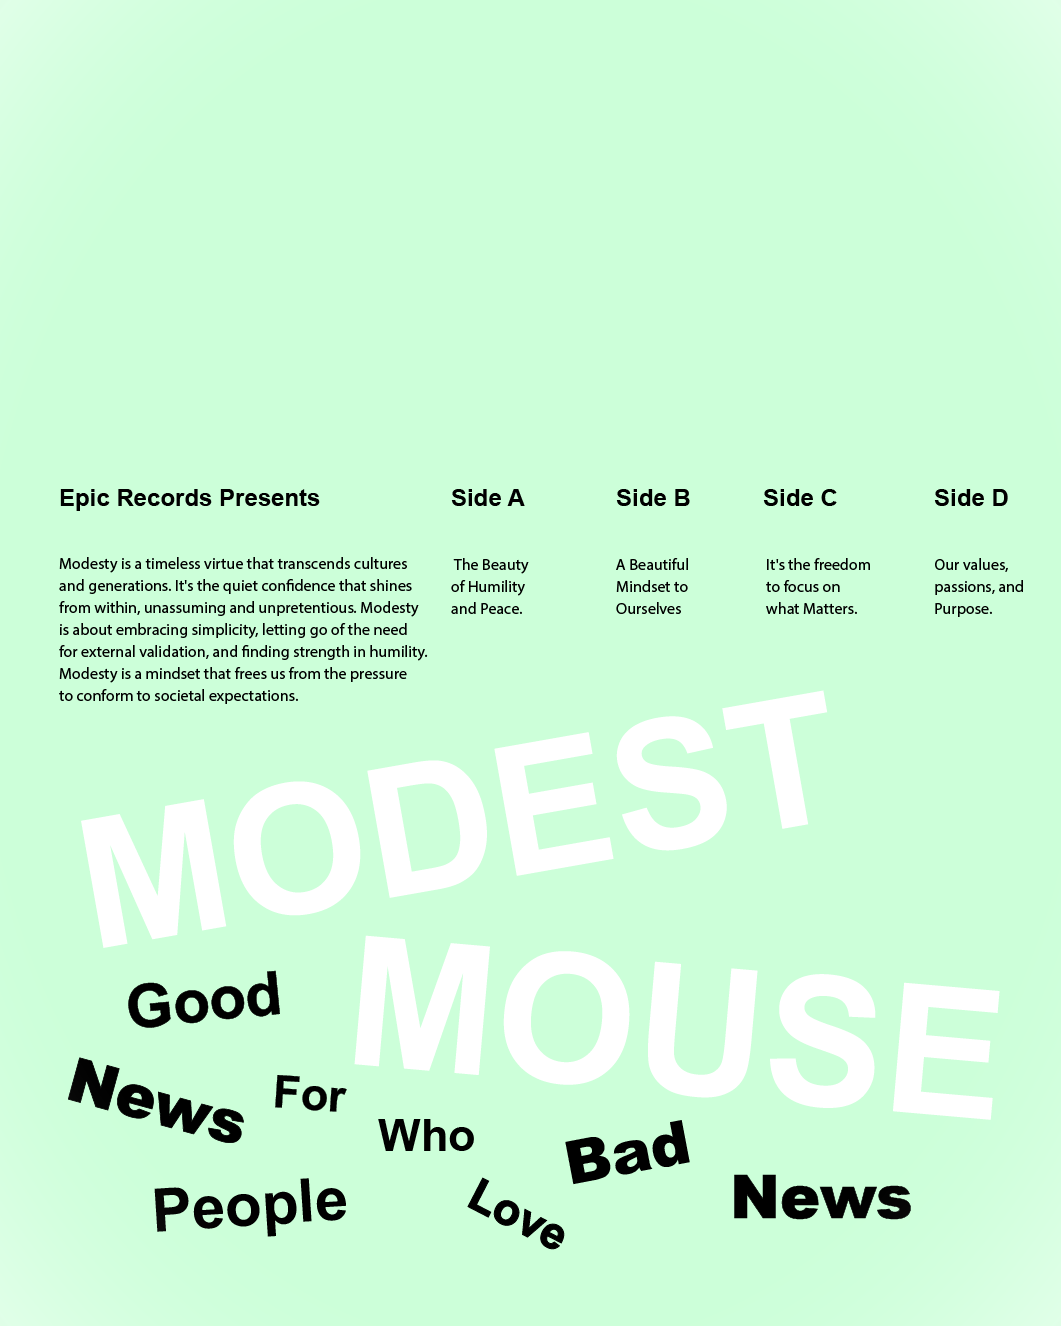 Epic Records Presents
Modesty is a timeless virtue that transcends cultures
and generations. It's the quiet confidence that shines
from within, unassuming and unpretentious. Modesty
is about embracing simplicity, letting go of the need
for external validation, and finding strength in humility.
Modesty is a mindset that frees us from the pressure
to conform to societal expectations.
Side A
The Beauty
of Humility
and Peace.
Side B
A Beautiful
Mindset to
Ourselves
Side C
It's the freedom
to focus on
what Matters.
Side D
Our values,
passions, and
Purpose.
MODEST
MOUSE
Good
News
For
People
Who
Love
Bad
News